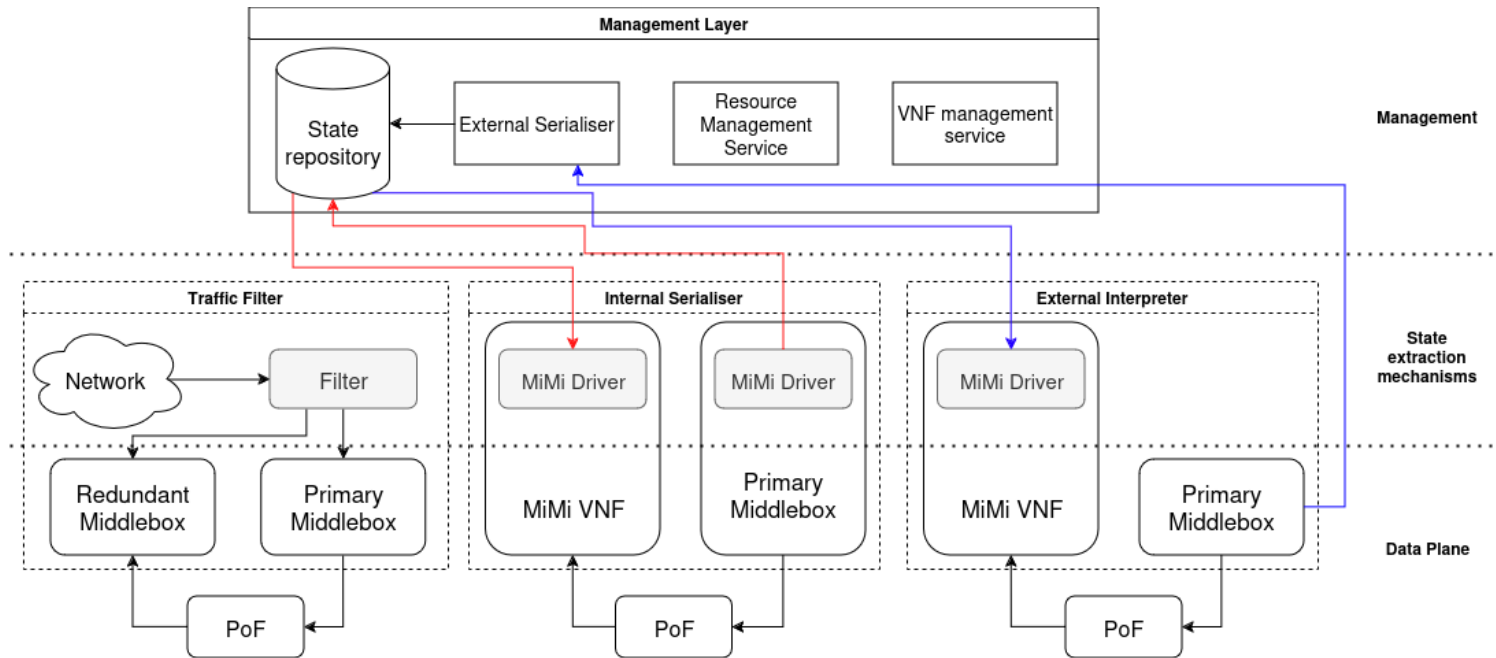 Management Layer
State
repository
External Serialiser
Resource
Management
Service
VNF management
service
Management
Traffic Filter
Internal Serialiser
External Interpreter
Network
Filter
MiMi Driver
MiMi Driver
MiMi Driver
State
extraction
mechanisms
Redundant
Middlebox
Primary
Middlebox
MiMi VNF
Primary
Middlebox
MiMi VNF
Primary
Middlebox
Data Plane
PoF
PoF
PoF